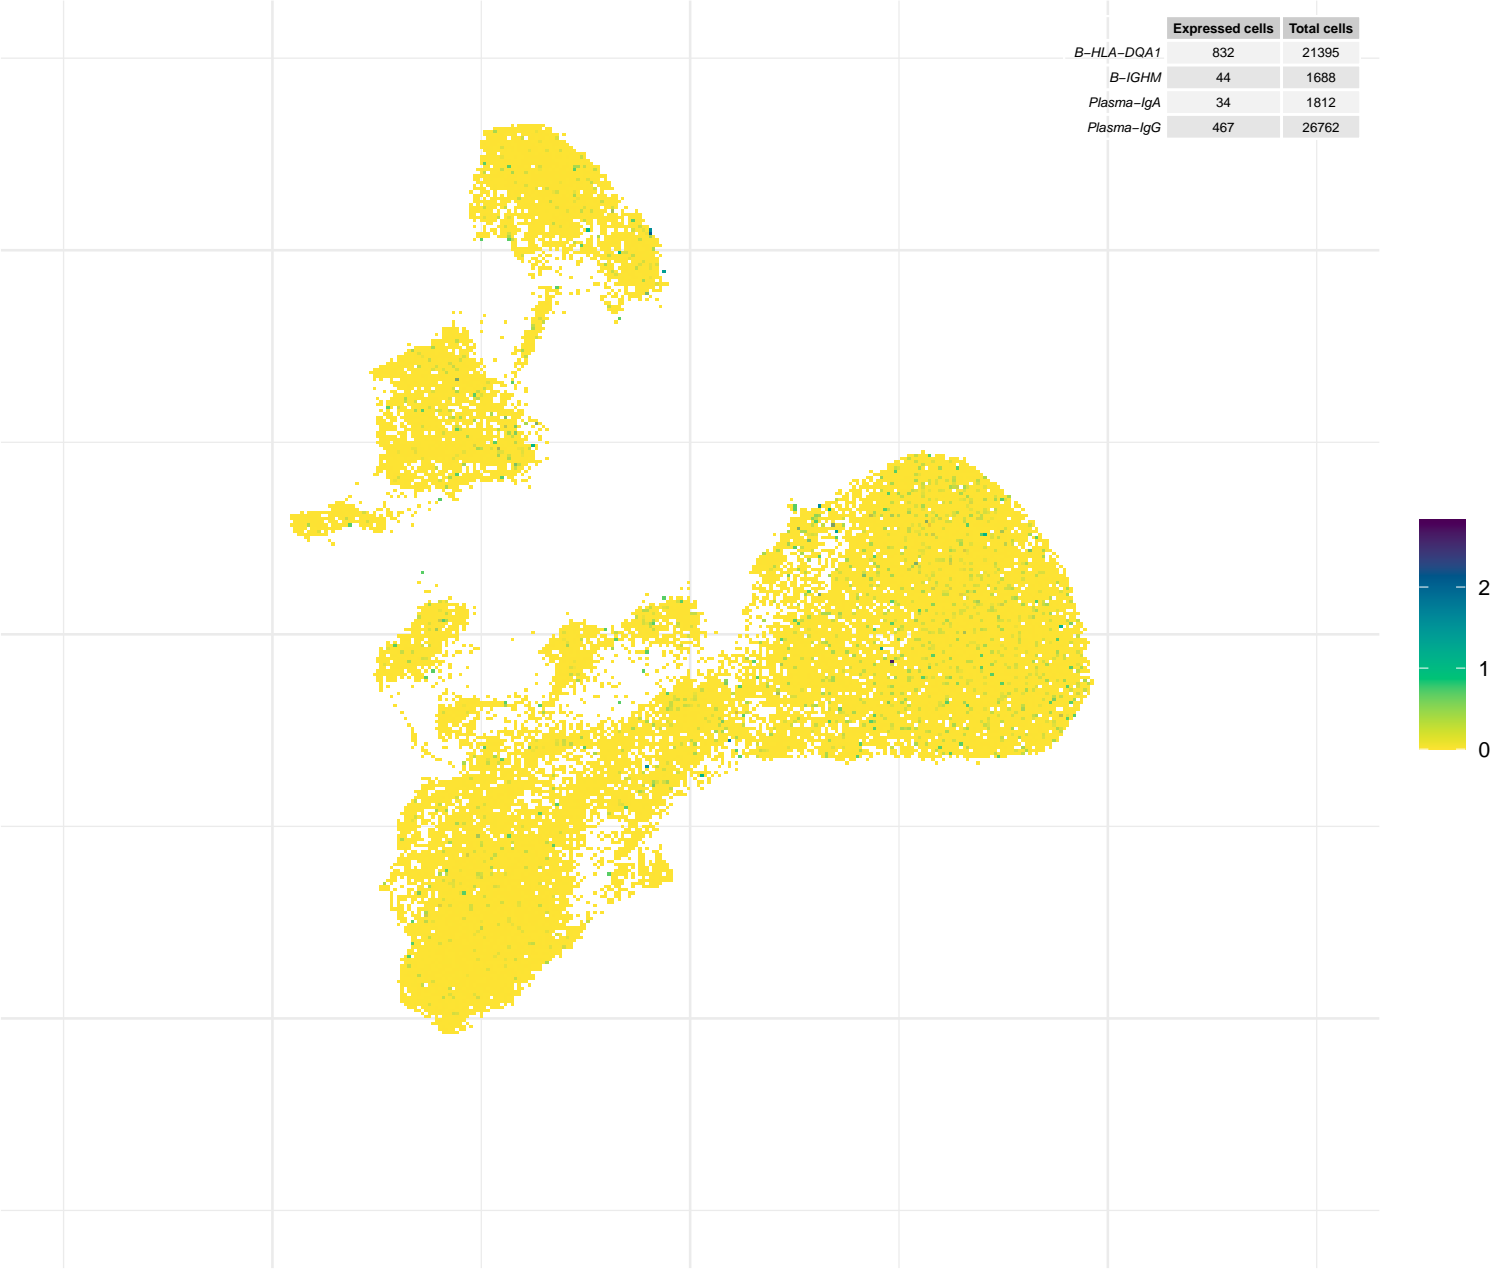 Expressed cells Total cells
B−HLA−DQA1 832 21395
B−IGHM 44 1688
Plasma−IgA 34 1812
Plasma−IgG 467 26762
2
1
0